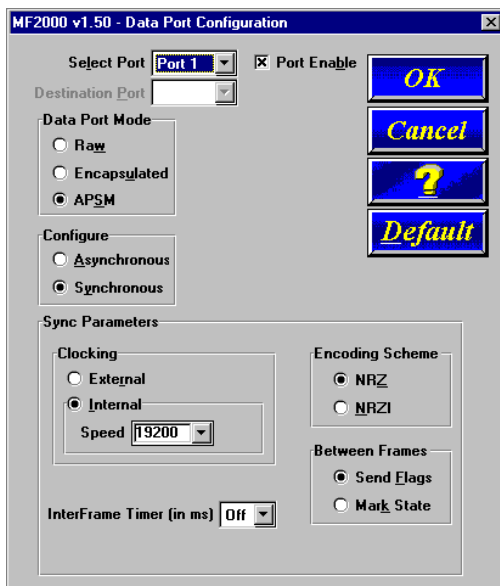 MF2000 v1.50 - Data Port Configuration
Select Port Port 1
Port Enable
Destination Port
OK
Cancel
?
Default
Data Port Mode
Raw
Encapsulated
APSM
Configure
Asynchronous
Synchronous
Sync Parameters
Clocking
External
Internal
Speed 19200
InterFrame Timer (in ms) Off
Encoding Scheme
NRZ
NRZI
Between Frames
Send Flags
Mark State